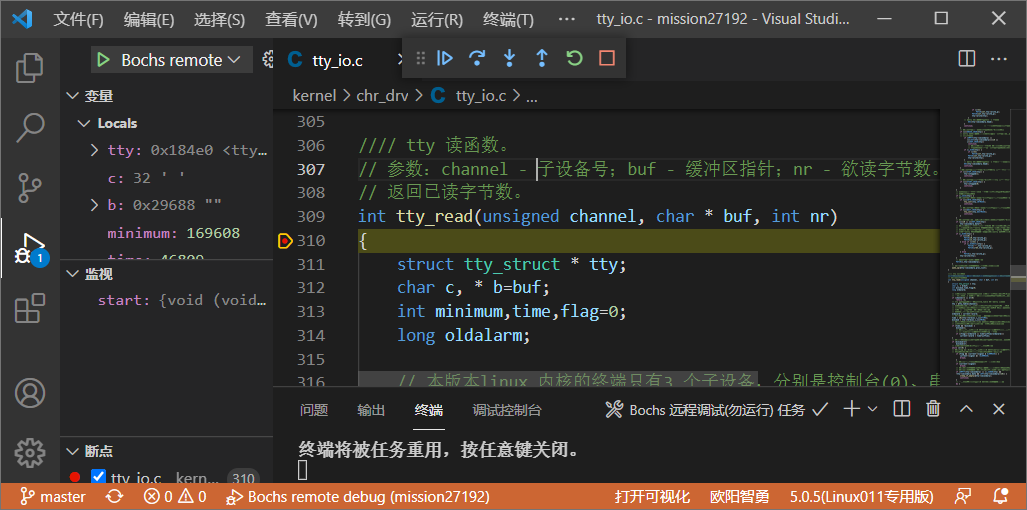 文件(F) 编辑(E) 选择(S) 查看(V) 转到(G) 运行(R) 终端(T) ··· tty_io.c - mission27192 - Visual Studi...
Bochs remote
C tty_io.c
kernel > chr_drv > C tty_io.c > ...
变量
Locals
tty: 0x184e0 <tty...
c: 32 ' '
b: 0x29688 ""
minimum: 169608
time: 46809
监视
start: {void (void...
断点
tty_io.c kern... 310
305
306 //// tty 读函数。
307 // 参数：channel - 子设备号；buf - 缓冲区指针；nr - 欲读字节数。
308 // 返回已读字节数。
309 int tty_read(unsigned channel, char * buf, int nr)
310 {
311 struct tty_struct * tty;
312 char c, * b=buf;
313 int minimum,time,flag=0;
314 long oldalarm;
315
316 // 本版本linux 内核的终端只有3 个子设备，分别是控制台(0)、
问题 输出 终端 调试控制台 Bochs 远程调试(勿运行) 任务
终端将被任务重用，按任意键关闭。
1
master 0 0 Bochs remote debug (mission27192) 打开可视化 欧阳智勇 5.0.5(Linux011专用版)